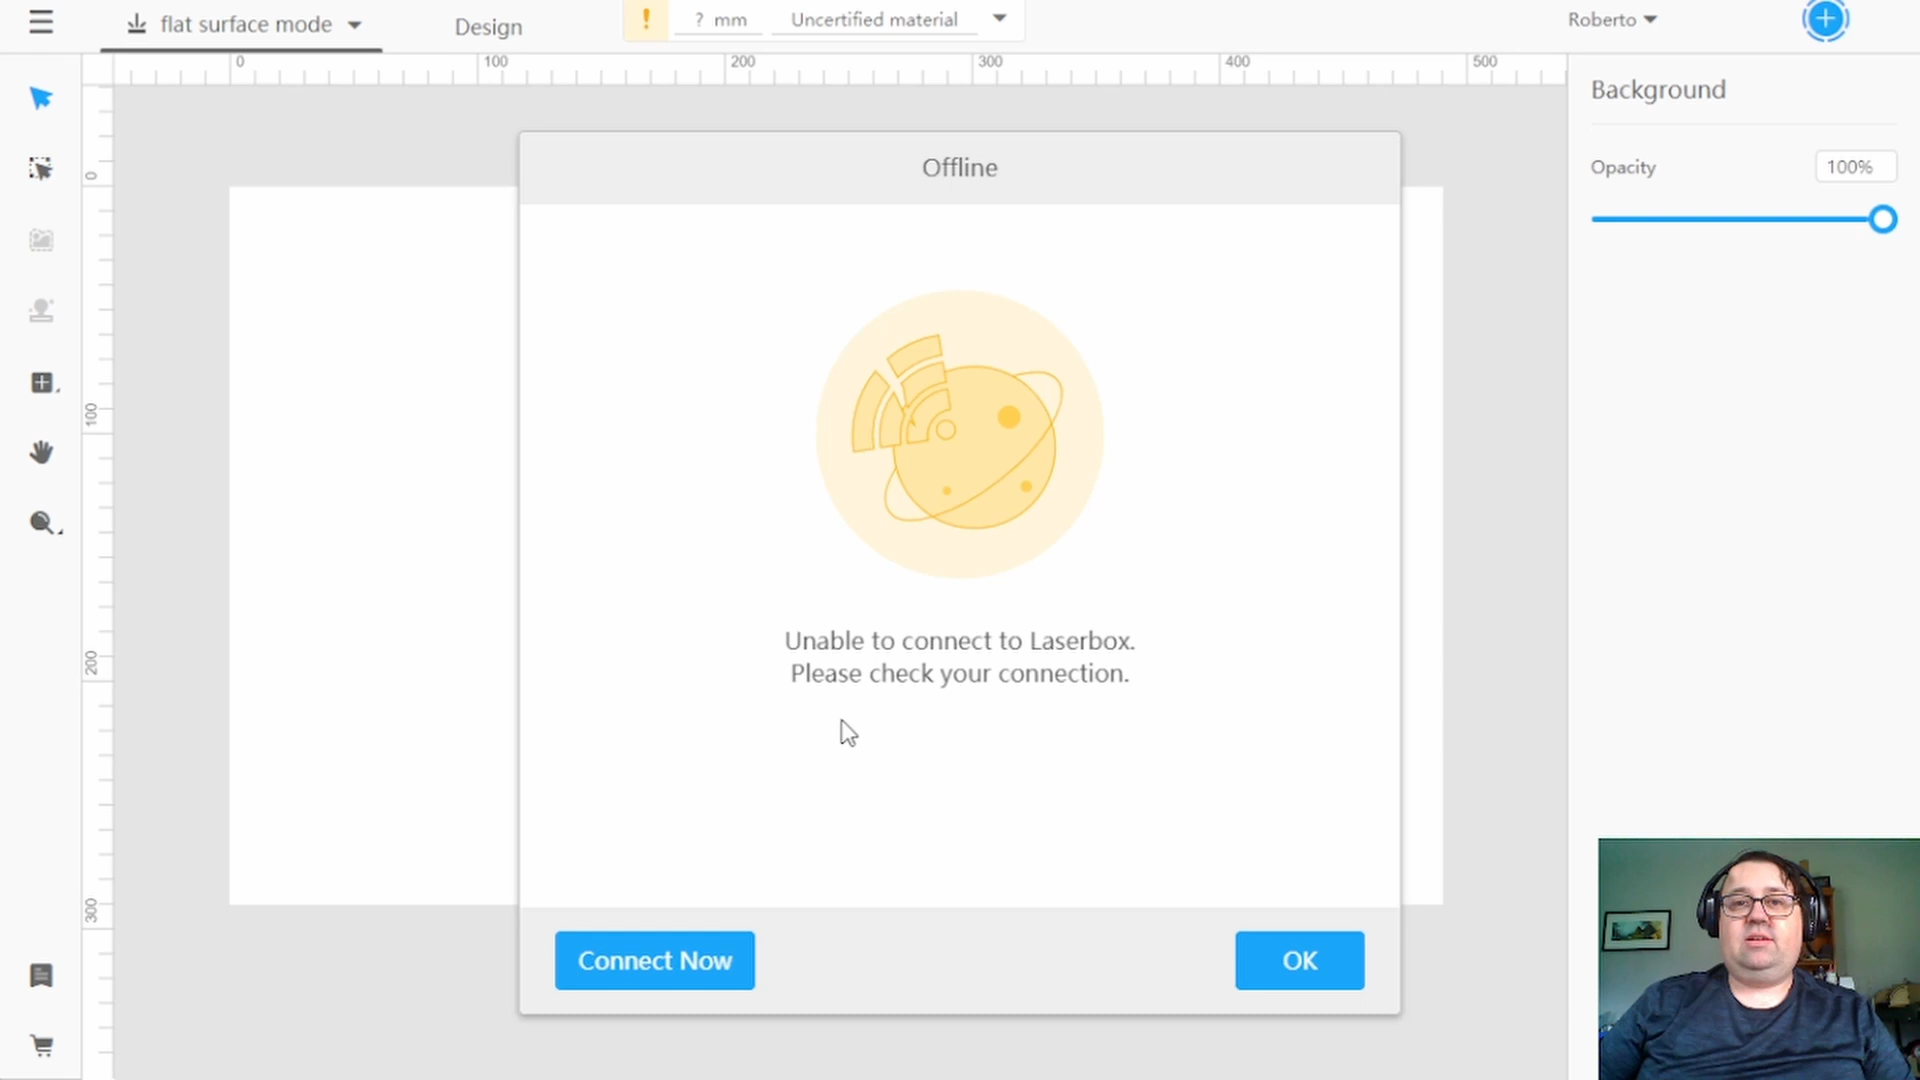 flat surface mode
Design
! ? mm Uncertified material
Roberto
0 100 200 300 400 500
Background
Opacity 100%
0
100
200
300
Offline
Unable to connect to Laserbox.
Please check your connection.
Connect Now
OK